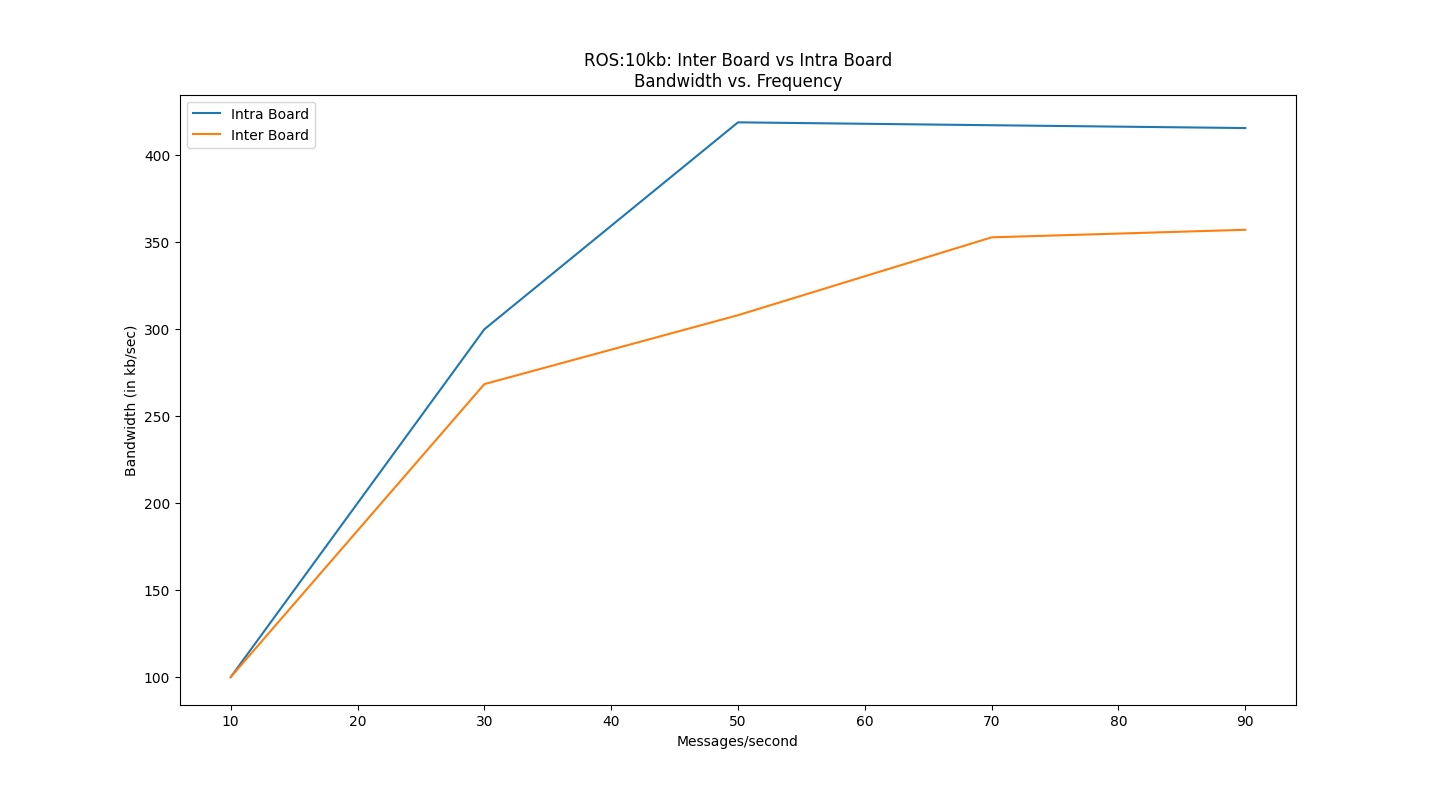 ROS:10kb: Inter Board vs Intra Board
Bandwidth vs. Frequency
Intra Board
Inter Board
400
350
300
250
200
150
100
Bandwidth (in kb/sec)
10 20 30 40 50 60 70 80 90
Messages/second